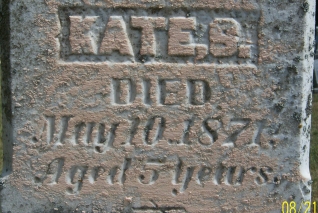 KATE.S.
DIED
May 10.1871.
Aged 5 years.
08/21